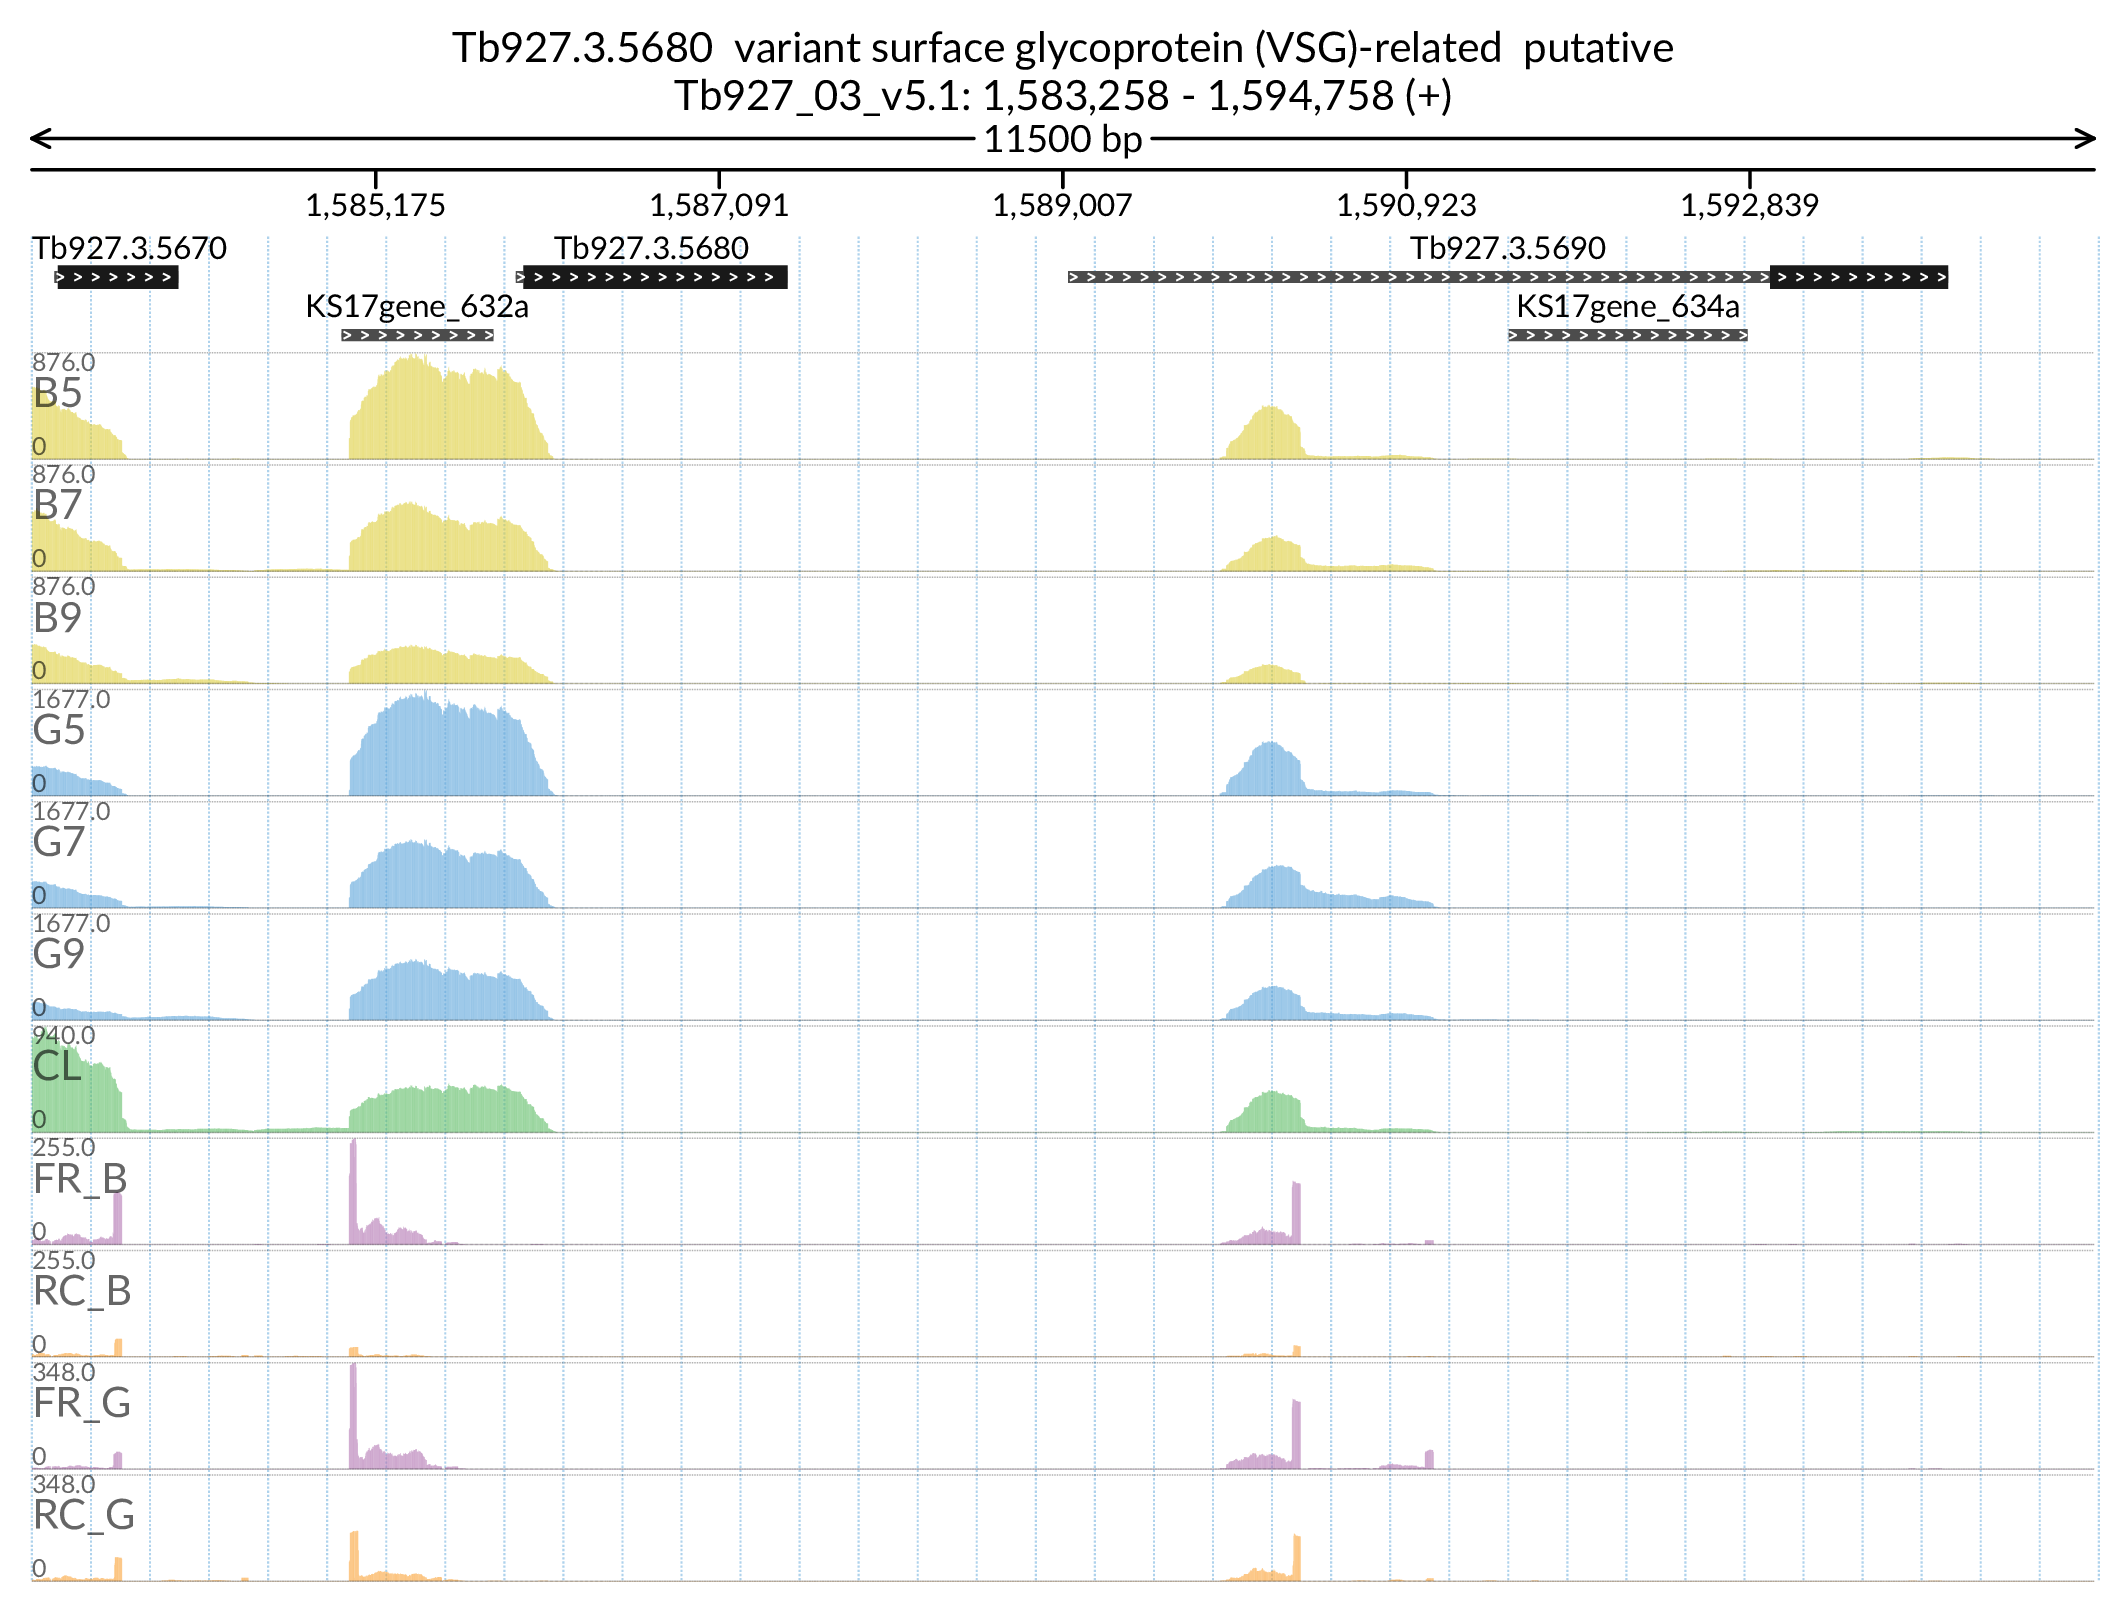 Tb927.3.5680  variant surface glycoprotein (VSG)-related  putative
Tb927_03_v5.1: 1,583,258 - 1,594,758 (+)
11500 bp
1,585,175 1,587,091 1,589,007 1,590,923 1,592,839
Tb927.3.5670 Tb927.3.5680 Tb927.3.5690
KS17gene_632a KS17gene_634a
876.0
B5
0
876.0
B7
0
876.0
B9
0
1677.0
G5
0
1677.0
G7
0
1677.0
G9
0
940.0
CL
0
255.0
FR_B
0
255.0
RC_B
0
348.0
FR_G
0
348.0
RC_G
0